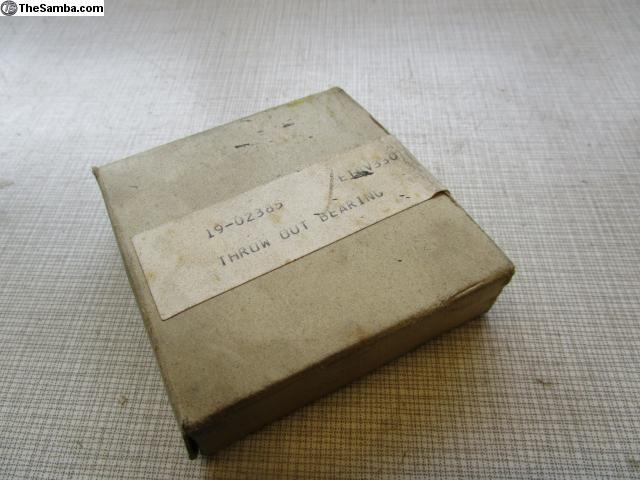 TheSamba.com
19-02385
THROW OUT BEARING